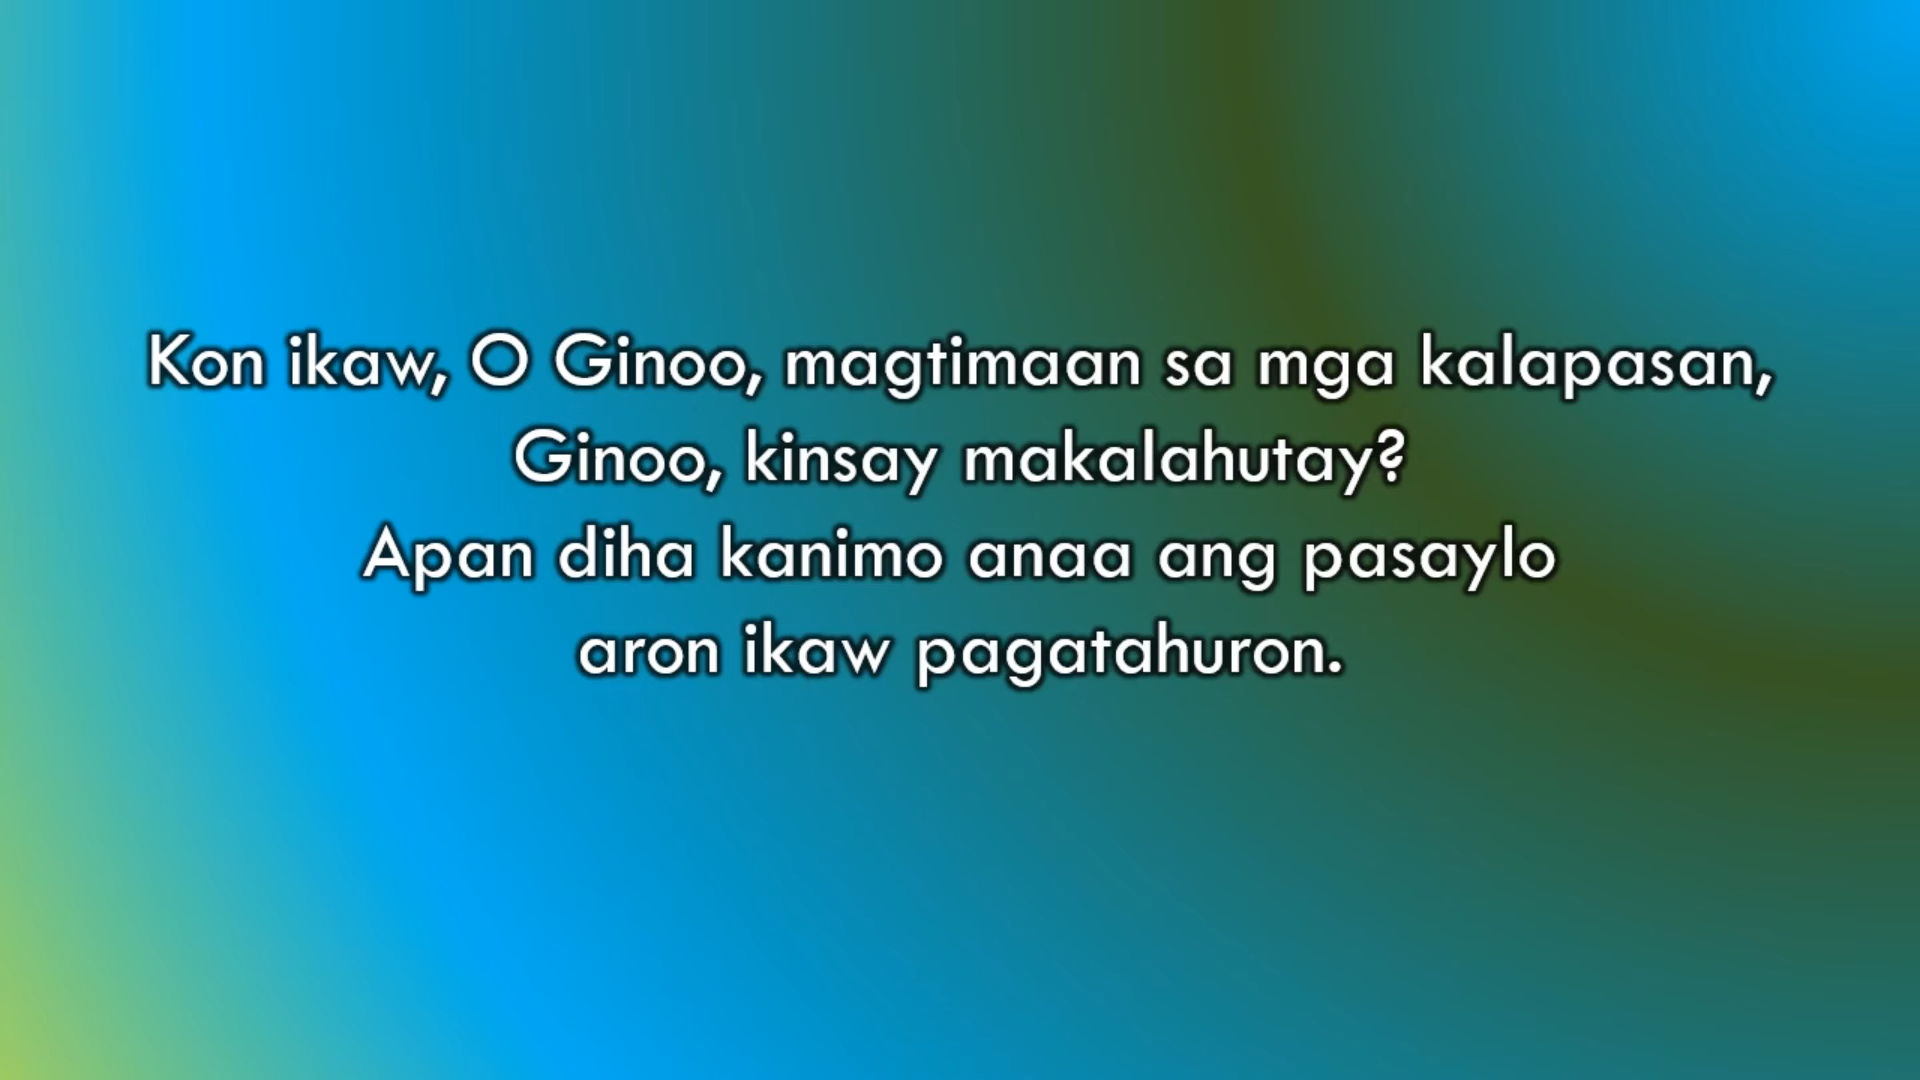 Kon ikaw, O Ginoo, magtimaan sa mga kalapasan,
Ginoo, kinsay makalahutay?
Apan diha kanimo anaa ang pasaylo
aron ikaw pagatahuron.